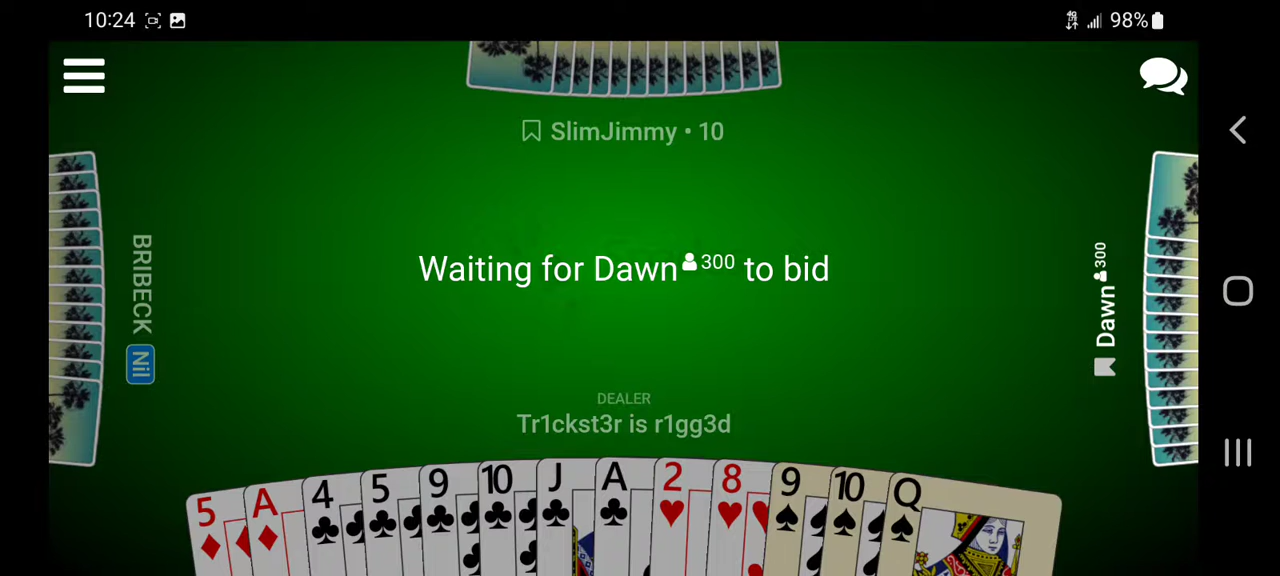 10:24
4G
98%
SlimJimmy • 10
Waiting for Dawn 300 to bid
BRIBECK Nil
Dawn 300
DEALER
Tr1ckst3r is r1gg3d
5 A 4 5 9 10 J A 2 8 9 10 Q